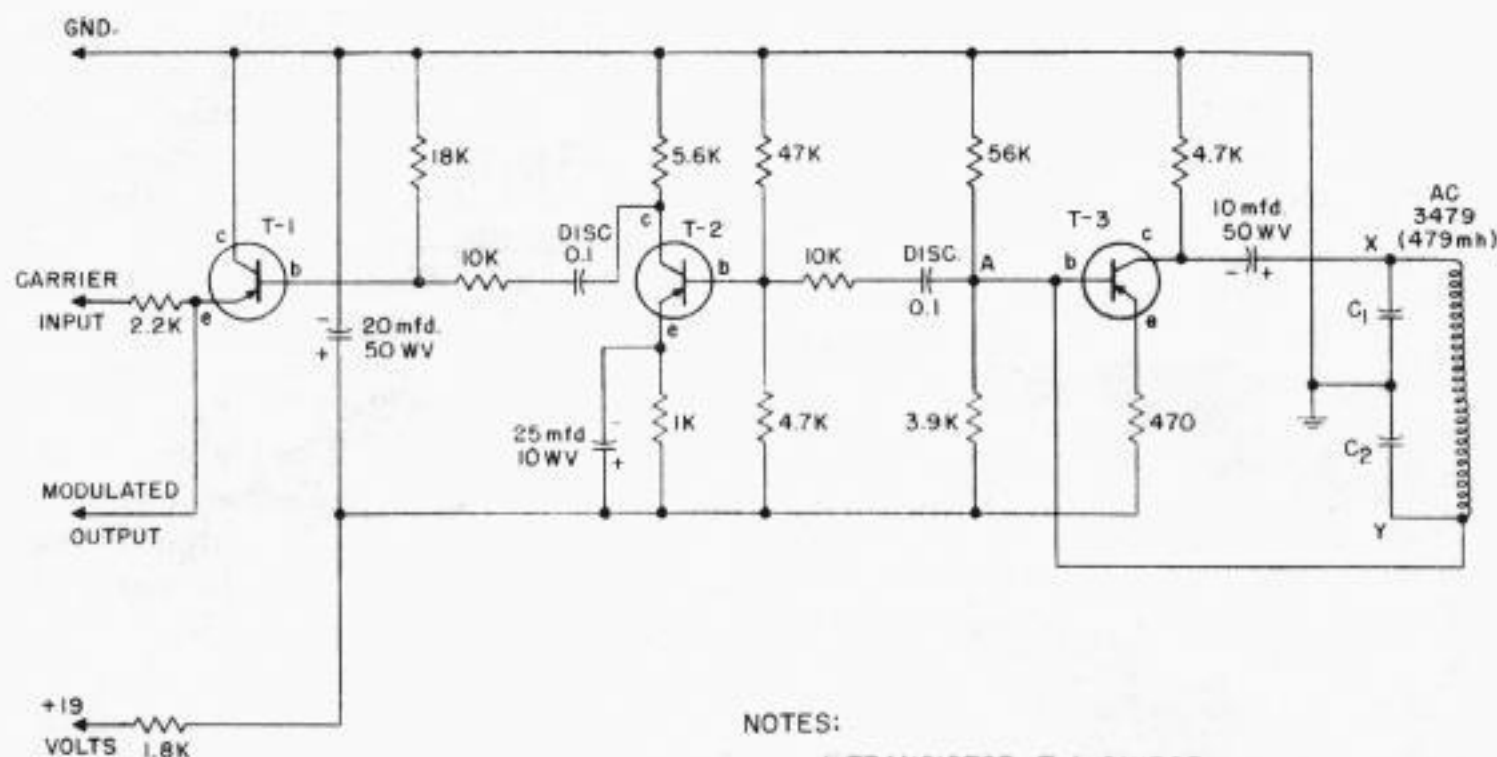 GND.
18K
5.6K
47K
56K
4.7K
AC
3479
(479mh)
T-1
c
b
e
CARRIER
INPUT
2.2K
20 mfd.
50 WV
-
+
10K
DISC
0.1
c
T-2
b
e
10K
DISC.
0.1
A
T-3
b
c
e
10 mfd.
50 WV
- +
X
C1
C2
Y
25 mfd
10 WV
-
+
1K
4.7K
3.9K
470
MODULATED
OUTPUT
+19
VOLTS
1.8K
NOTES: